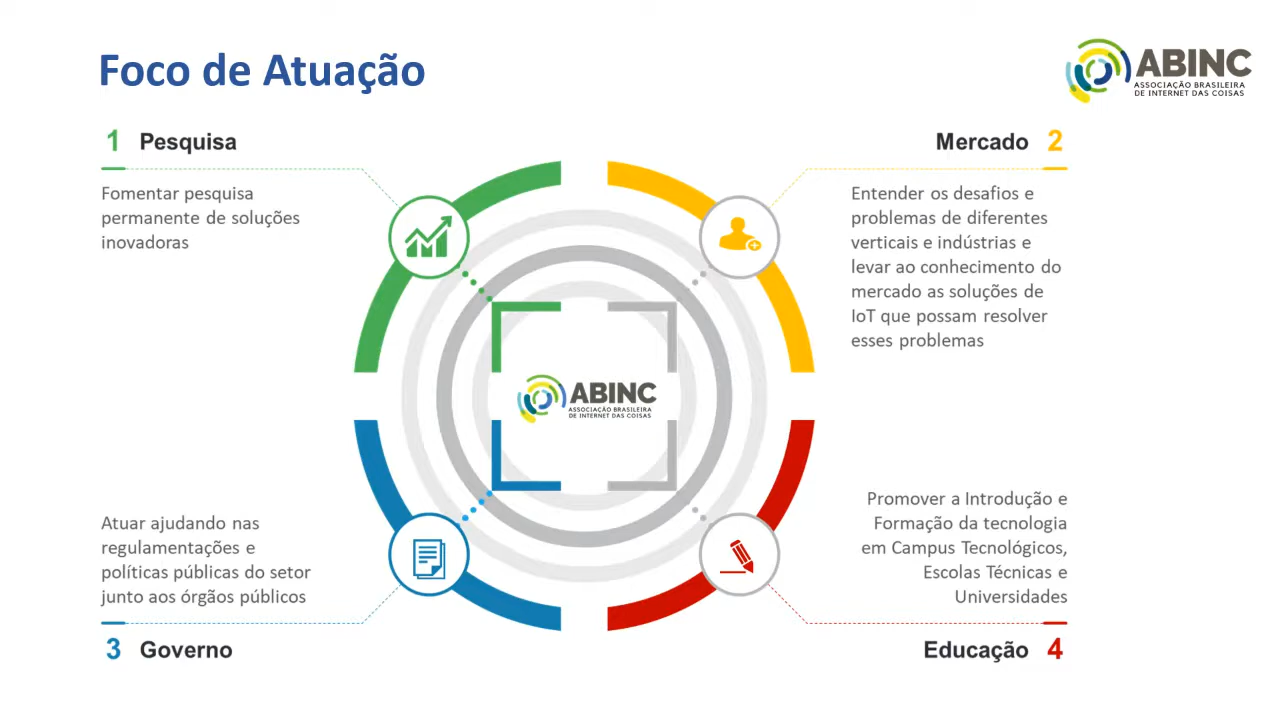 Foco de Atuação
ABINC
ASSOCIAÇÃO BRASILEIRA
DE INTERNET DAS COISAS
1 Pesquisa
Fomentar pesquisa
permanente de soluções
inovadoras
Mercado 2
Entender os desafios e
problemas de diferentes
verticais e indústrias e
levar ao conhecimento do
mercado as soluções de
IoT que possam resolver
esses problemas
ABINC
ASSOCIAÇÃO BRASILEIRA
DE INTERNET DAS COISAS
Atuar ajudando nas
regulamentações e
políticas públicas do setor
junto aos órgãos públicos
3 Governo
Promover a Introdução e
Formação da tecnologia
em Campus Tecnológicos,
Escolas Técnicas e
Universidades
Educação 4